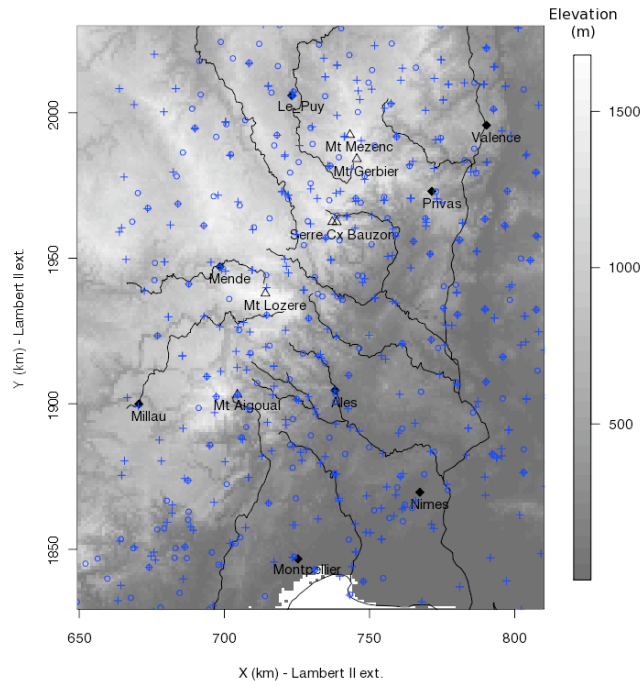 Elevation
(m)
2000
1950
1900
1850
Y (km) - Lambert II ext.
1500
1000
500
Le_Puy
Valence
Mt Mezenc
Mt Gerbier
Privas
Serre Cx Bauzon
Mende
Mt Lozere
Millau
Mt Aigoual
Ales
Nimes
Montpellier
650
700
750
800
X (km) - Lambert II ext.